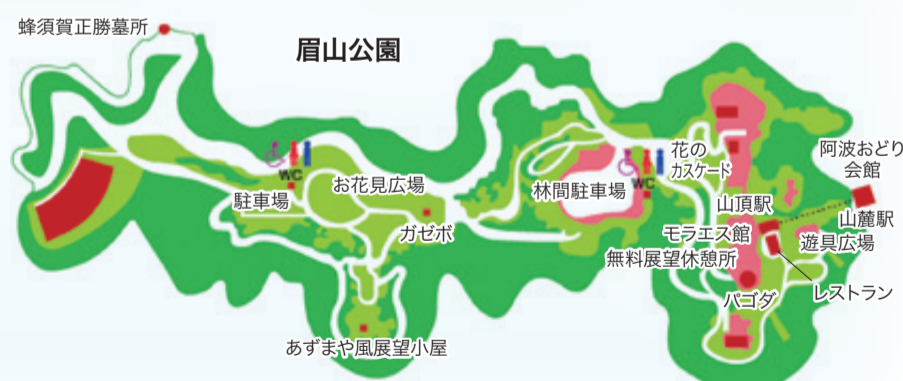 蜂須賀正勝墓所
眉山公園
WC
駐車場
お花見広場
ガゼボ
あずまや風展望小屋
林間駐車場
WC
花の
カスケード
阿波おどり
会館
山頂駅
山麓駅
モラエス館
遊具広場
無料展望休憩所
レストラン
パゴダ